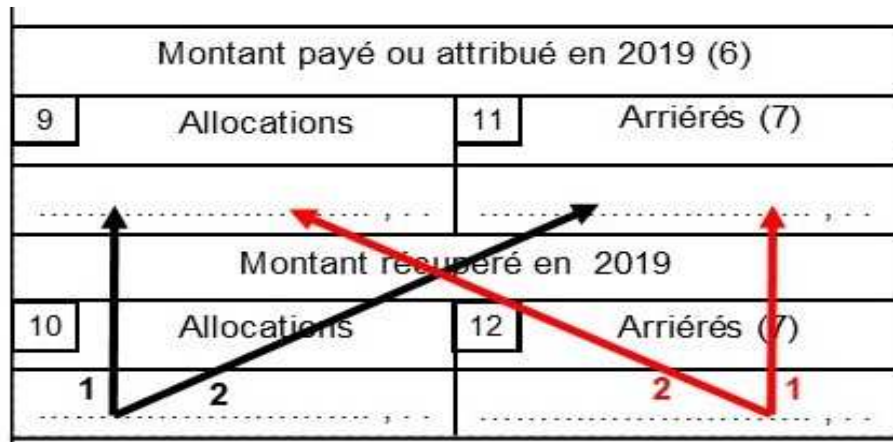 Montant payé ou attribué en 2019 (6)
9 Allocations 11 Arriérés (7)
........................................ , . . ........................................ , . .
Montant récupéré en 2019
10 Allocations 12 Arriérés (7)
1 2 2 1
........................................ , . . ........................................ , . .